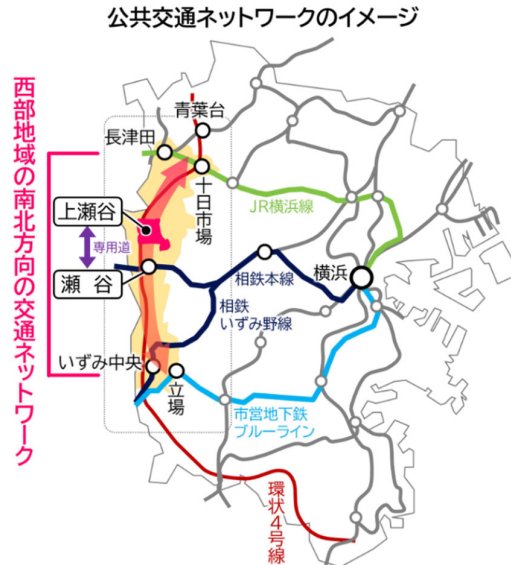 公共交通ネットワークのイメージ
西部地域の南北方向の交通ネットワーク
青葉台
長津田
十日市場
JR横浜線
上瀬谷
専用道
瀬谷
相鉄本線
横浜
相鉄
いずみ野線
いずみ中央
立場
市営地下鉄
ブルーライン
環状4号線